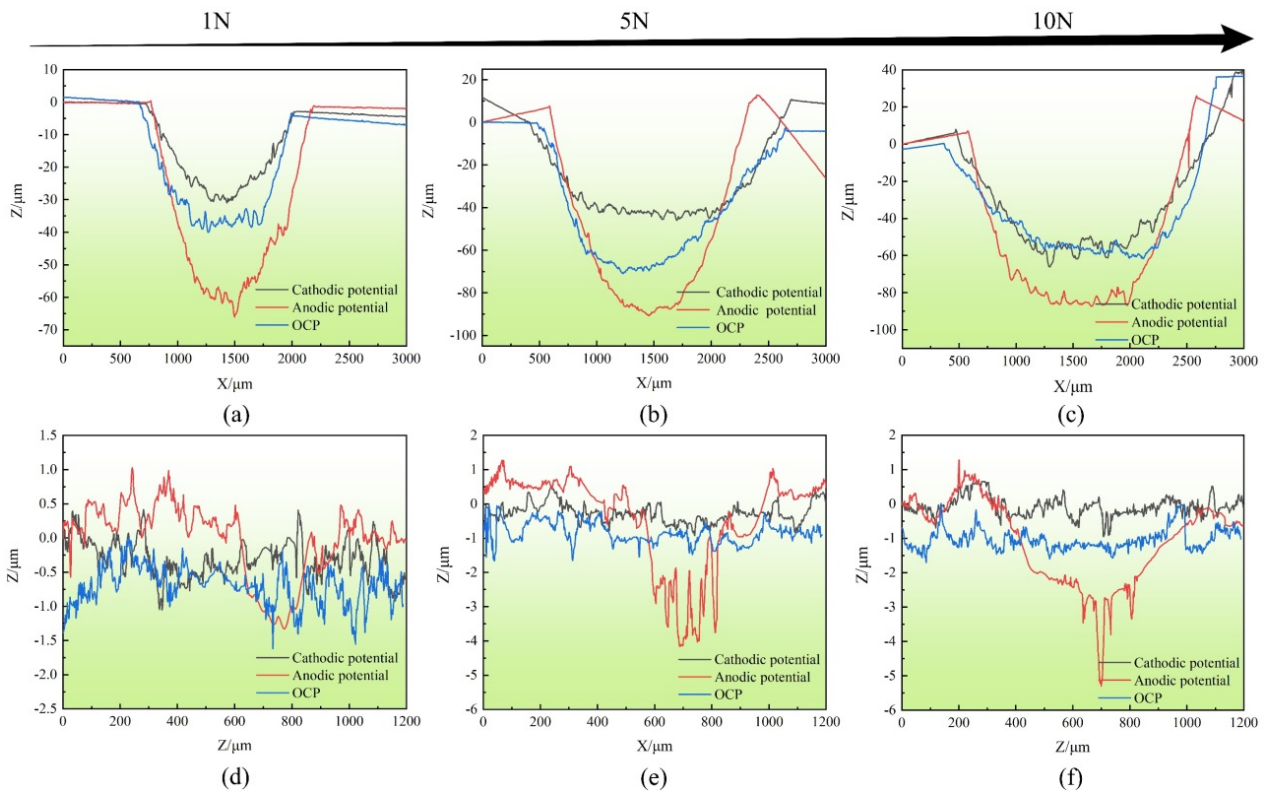 1N 5N 10N
10
0
-10
-20
-30
-40
-50
-60
-70
Z/μm
0 500 1000 1500 2000 2500 3000
X/μm
Cathodic potential
Anodic potential
OCP
(a)
20
0
-20
-40
-60
-80
-100
Z/μm
0 500 1000 1500 2000 2500 3000
X/μm
Cathodic potential
Anodic potential
OCP
(b)
40
20
0
-20
-40
-60
-80
-100
Z/μm
0 500 1000 1500 2000 2500 3000
X/μm
Cathodic potential
Anodic potential
OCP
(c)
1.5
1.0
0.5
0.0
-0.5
-1.0
-1.5
-2.0
-2.5
Z/μm
0 200 400 600 800 1000 1200
Z/μm
Cathodic potential
Anodic potential
OCP
(d)
2
1
0
-1
-2
-3
-4
-5
-6
Z/μm
0 200 400 600 800 1000 1200
X/μm
Cathodic potential
Anodic potential
OCP
(e)
2
1
0
-1
-2
-3
-4
-5
-6
Z/μm
0 200 400 600 800 1000 1200
Z/μm
Cathodic potential
Anodic potential
OCP
(f)